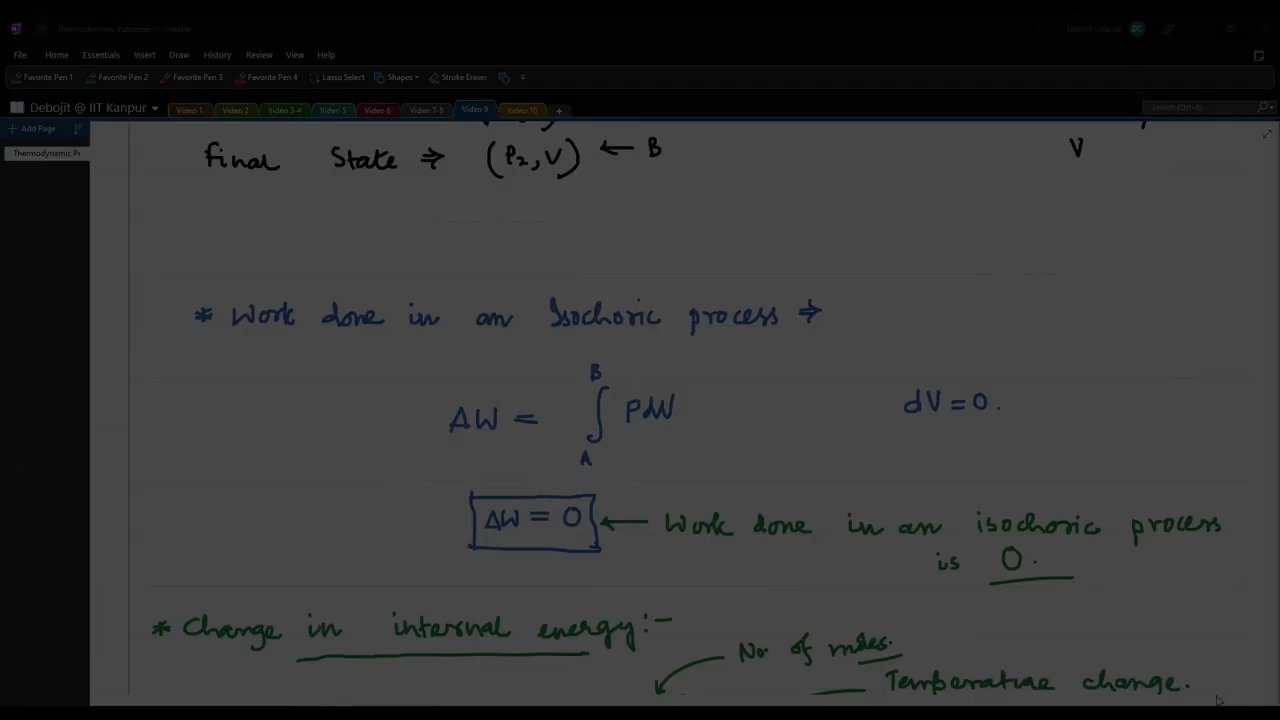 File Home Essentials Insert Draw History Review View Help
Favorite Pen 1 Favorite Pen 2 Favorite Pen 3 Favorite Pen 4 Lasso Select Shapes Stroke Eraser
Debojit @ IIT Kanpur Video 1 Video 2 Video 3-4 Video 5 Video 6 Video 7-8 Video 9 Video 10 +
Search (Ctrl+E)
+ Add Page
Thermodynamic Pr
final State ⇒ (P₂, V) ← B
V
* Work done in an Isochoric process ⇒
B
ΔW = ∫ PdV dV = 0.
A
ΔW = 0 ← Work done in an isochoric process
is 0.
* Change in internal energy :-
No. of moles.
Temperature change.